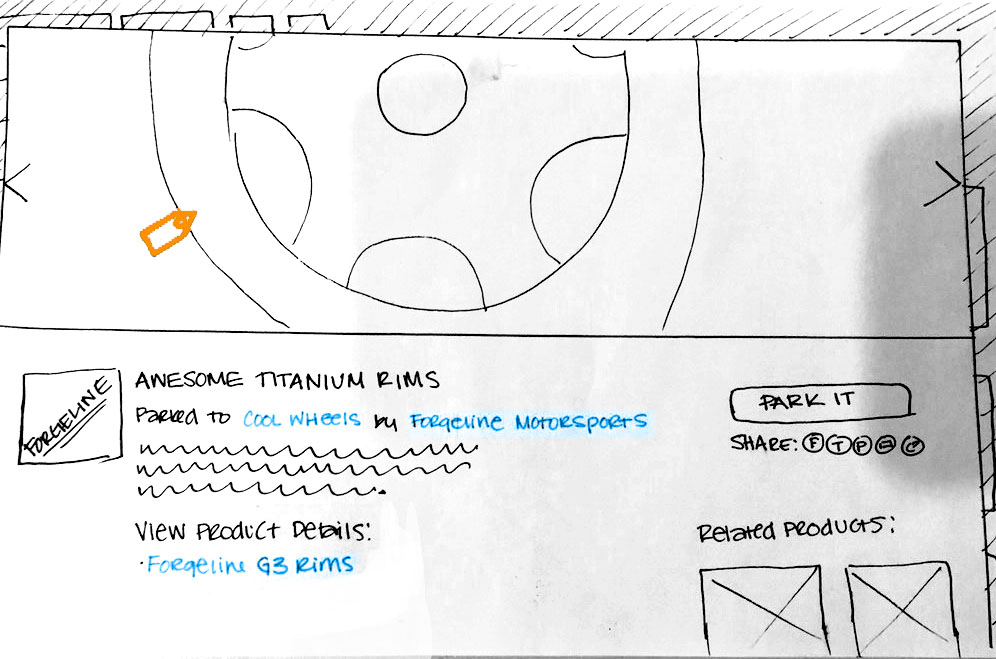 FORGELINE
AWESOME TITANIUM RIMS
Parked to COOL WHEELS by FORGELINE MOTORSPORTS
PARK IT
SHARE: F T P
VIEW PRODUCT DETAILS:
· Forgeline G3 RIMS
Related PRODUCTS: